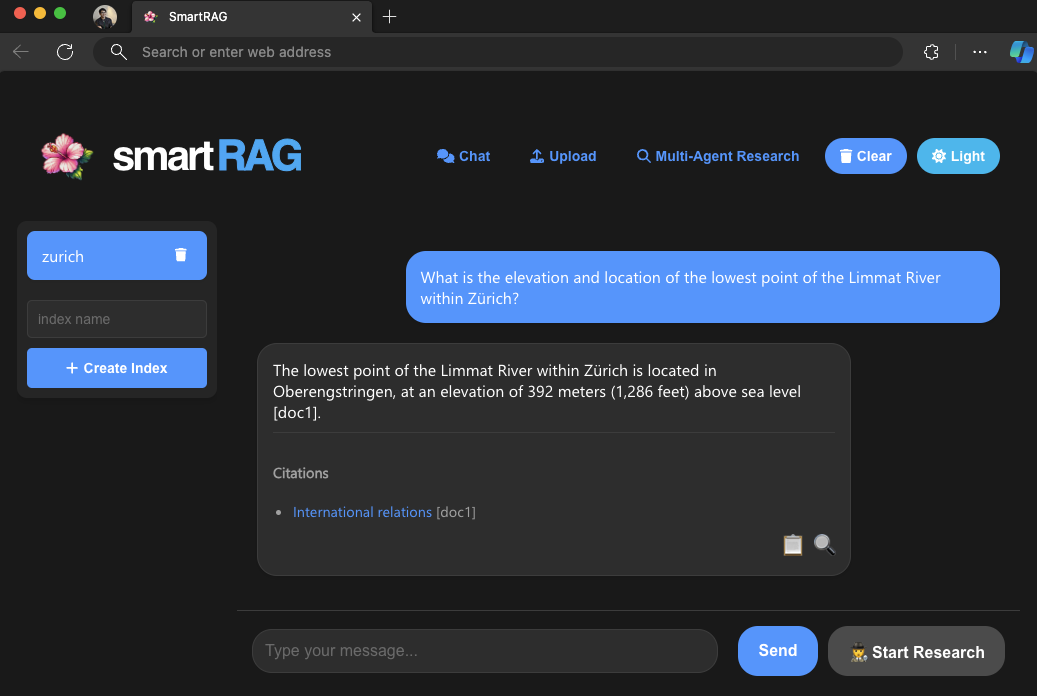 SmartRAG
Search or enter web address
smartRAG
Chat
Upload
Multi-Agent Research
Clear
Light
zurich
index name
+ Create Index
What is the elevation and location of the lowest point of the Limmat River
within Zürich?
The lowest point of the Limmat River within Zürich is located in
Oberengstringen, at an elevation of 392 meters (1,286 feet) above sea level
[doc1].
Citations
• International relations [doc1]
Type your message...
Send
Start Research